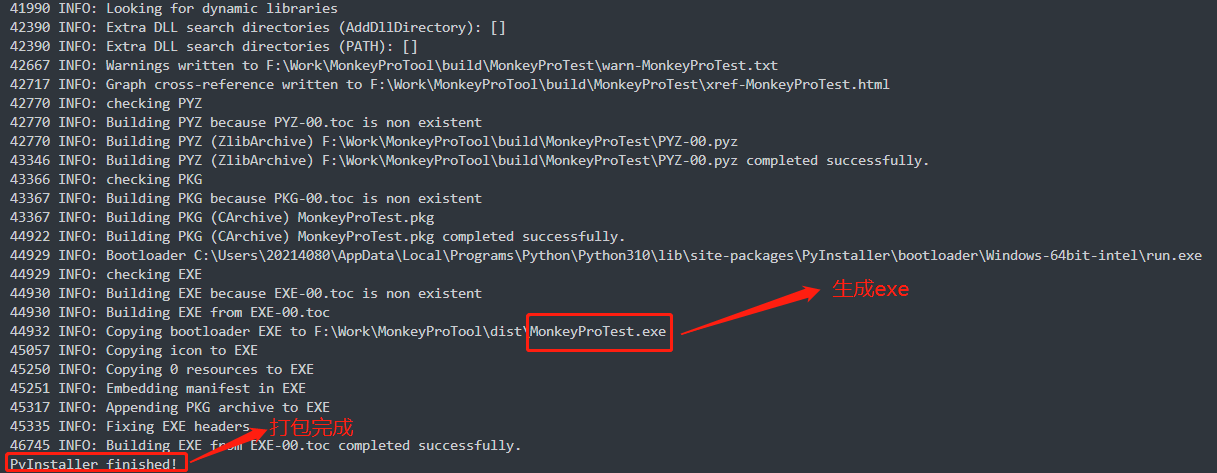 41990 INFO: Looking for dynamic libraries
42390 INFO: Extra DLL search directories (AddDllDirectory): []
42390 INFO: Extra DLL search directories (PATH): []
42667 INFO: Warnings written to F:\Work\MonkeyProTool\build\MonkeyProTest\warn-MonkeyProTest.txt
42717 INFO: Graph cross-reference written to F:\Work\MonkeyProTool\build\MonkeyProTest\xref-MonkeyProTest.html
42770 INFO: checking PYZ
42770 INFO: Building PYZ because PYZ-00.toc is non existent
42770 INFO: Building PYZ (ZlibArchive) F:\Work\MonkeyProTool\build\MonkeyProTest\PYZ-00.pyz
43346 INFO: Building PYZ (ZlibArchive) F:\Work\MonkeyProTool\build\MonkeyProTest\PYZ-00.pyz completed successfully.
43366 INFO: checking PKG
43367 INFO: Building PKG because PKG-00.toc is non existent
43367 INFO: Building PKG (CArchive) MonkeyProTest.pkg
44922 INFO: Building PKG (CArchive) MonkeyProTest.pkg completed successfully.
44929 INFO: Bootloader C:\Users\20214080\AppData\Local\Programs\Python\Python310\lib\site-packages\PyInstaller\bootloader\Windows-64bit-intel\run.exe
44929 INFO: checking EXE
44930 INFO: Building EXE because EXE-00.toc is non existent
生成exe
44930 INFO: Building EXE from EXE-00.toc
44932 INFO: Copying bootloader EXE to F:\Work\MonkeyProTool\dist\MonkeyProTest.exe
45057 INFO: Copying icon to EXE
45250 INFO: Copying 0 resources to EXE
45251 INFO: Embedding manifest in EXE
45317 INFO: Appending PKG archive to EXE
45335 INFO: Fixing EXE headers
打包完成
46745 INFO: Building EXE from EXE-00.toc completed successfully.
PyInstaller finished!